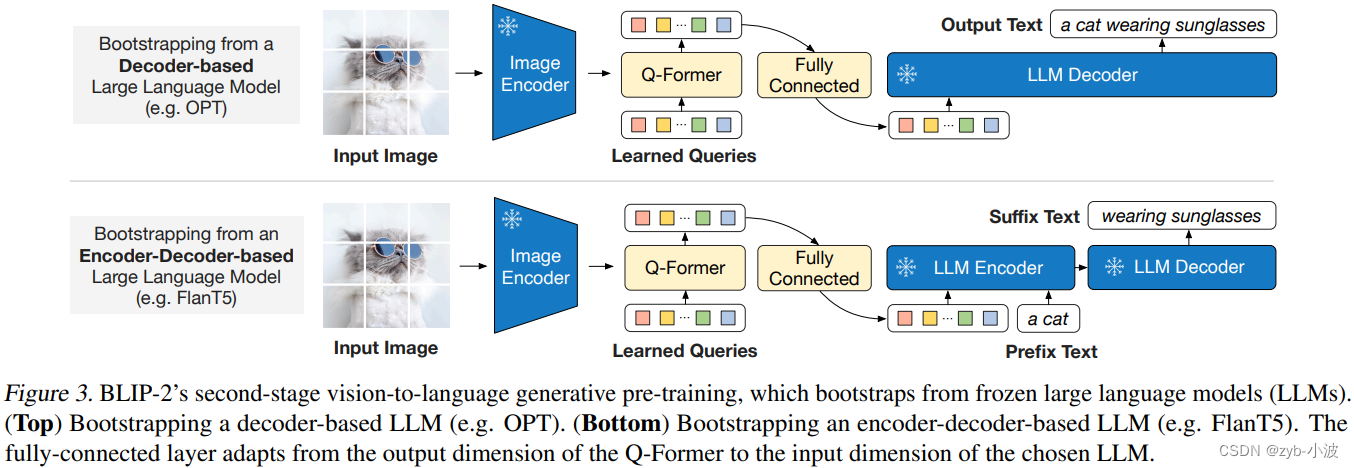 Bootstrapping from a
Decoder-based
Large Language Model
(e.g. OPT)
Input Image
Image
Encoder
Q-Former
Learned Queries
Fully
Connected
Output Text
a cat wearing sunglasses
LLM Decoder
Bootstrapping from an
Encoder-Decoder-based
Large Language Model
(e.g. FlanT5)
Input Image
Image
Encoder
Q-Former
Learned Queries
Fully
Connected
Suffix Text
wearing sunglasses
LLM Encoder
LLM Decoder
a cat
Prefix Text
Figure 3. BLIP-2's second-stage vision-to-language generative pre-training, which bootstraps from frozen large language models (LLMs).
(Top) Bootstrapping a decoder-based LLM (e.g. OPT). (Bottom) Bootstrapping an encoder-decoder-based LLM (e.g. FlanT5). The
fully-connected layer adapts from the output dimension of the Q-Former to the input dimension of the chosen LLM.
CSDN @zyb-小波